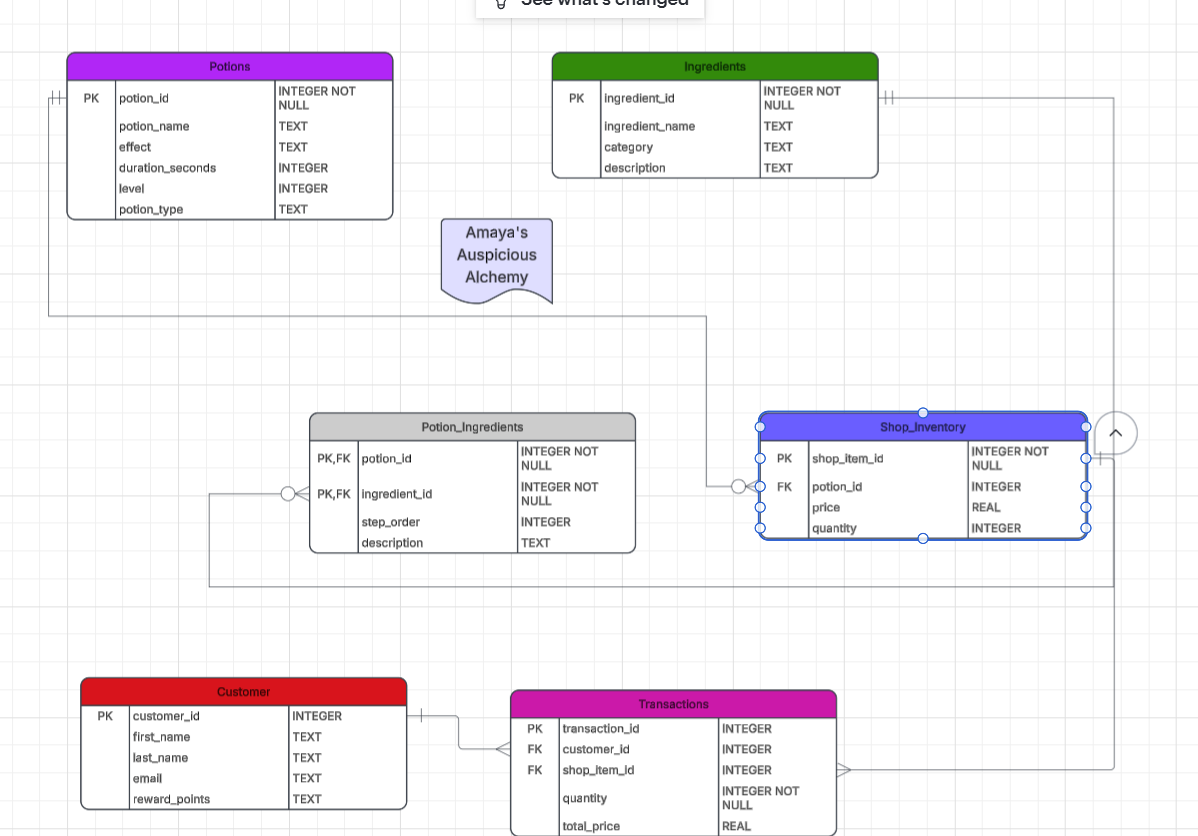 See what's changed
Potions
PK potion_id INTEGER NOT
NULL
potion_name TEXT
effect TEXT
duration_seconds INTEGER
level INTEGER
potion_type TEXT
Ingredients
PK ingredient_id INTEGER NOT
NULL
ingredient_name TEXT
category TEXT
description TEXT
Amaya's
Auspicious
Alchemy
Potion_Ingredients
PK,FK potion_id INTEGER NOT
NULL
PK,FK ingredient_id INTEGER NOT
NULL
step_order INTEGER
description TEXT
Shop_Inventory
PK shop_item_id INTEGER NOT
NULL
FK potion_id INTEGER
price REAL
quantity INTEGER
Customer
PK customer_id INTEGER
first_name TEXT
last_name TEXT
email TEXT
reward_points TEXT
Transactions
PK transaction_id INTEGER
FK customer_id INTEGER
FK shop_item_id INTEGER
quantity INTEGER NOT
NULL
total_price REAL